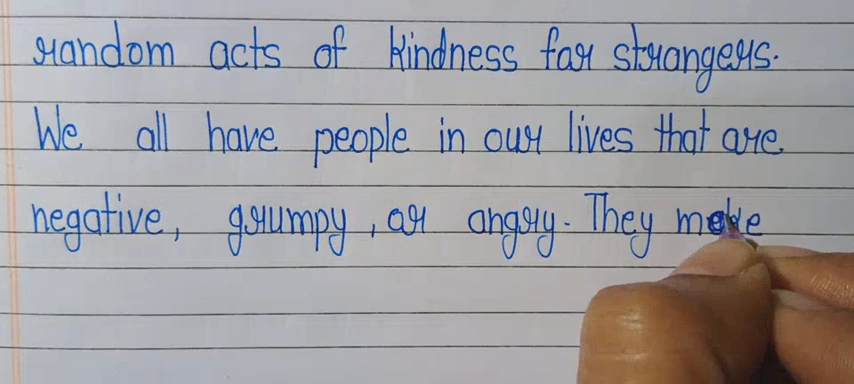 random acts of kindness for strangers.
We all have people in our lives that are
negative, grumpy, or angry. They make